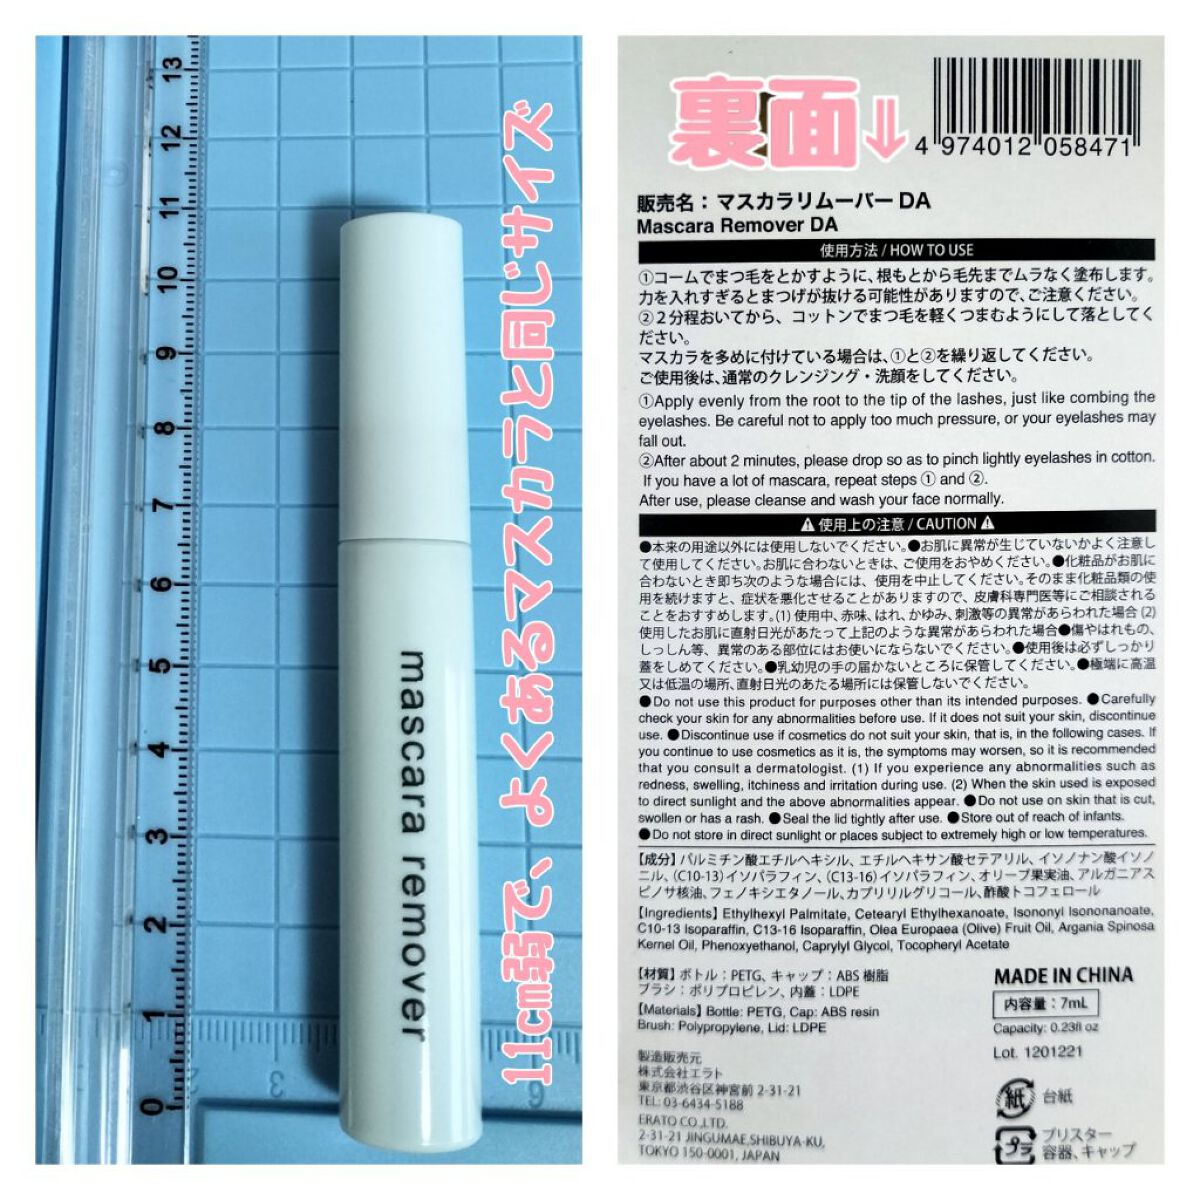 13
12
11
10
9
8
7
6
5
4
3
2
1
0
mascara remover
11cm弱で、よくあるマスカラと同じサイズ
3
6
裏面⇓
4 974012 058471
販売名：マスカラリムーバー DA
Mascara Remover DA
使用方法 / HOW TO USE
①コームでまつ毛をとかすように、根もとから毛先までムラなく塗布します。
力を入れすぎるとまつげが抜ける可能性がありますので、ご注意ください。
②２分程おいてから、コットンでまつ毛を軽くつまむようにして落としてく
ださい。
マスカラを多めに付けている場合は、①と②を繰り返してください。
ご使用後は、通常のクレンジング・洗顔をしてください。
①Apply evenly from the root to the tip of the lashes, just like combing the
eyelashes. Be careful not to apply too much pressure, or your eyelashes may
fall out.
②After about 2 minutes, please drop so as to pinch lightly eyelashes in cotton.
If you have a lot of mascara, repeat steps ① and ②.
After use, please cleanse and wash your face normally.
⚠使用上の注意 / CAUTION⚠
●本来の用途以外には使用しないでください。●お肌に異常が生じていないかよく注意し
て使用してください。お肌に合わないときは、ご使用をおやめください。●化粧品がお肌に
合わないとき即ち次のような場合には、使用を中止してください。そのまま化粧品類の使
用を続けますと、症状を悪化させることがありますので、皮膚科専門医等にご相談される
ことをおすすめします。(1) 使用中、赤味、はれ、かゆみ、刺激等の異常があらわれた場合 (2)
使用したお肌に直射日光があたって上記のような異常があらわれた場合●傷やはれもの、
しっしん等、異常のある部位にはお使いにならないでください。●使用後は必ずしっかり
蓋をしめてください。●乳幼児の手の届かないところに保管してください。●極端に高温
又は低温の場所、直射日光のあたる場所には保管しないでください。
●Do not use this product for purposes other than its intended purposes. ●Carefully
check your skin for any abnormalities before use. If it does not suit your skin, discontinue
use. ●Discontinue use if cosmetics do not suit your skin, that is, in the following cases. If
you continue to use cosmetics as it is, the symptoms may worsen, so it is recommended
that you consult a dermatologist. (1) If you experience any abnormalities such as
redness, swelling, itchiness and irritation during use. (2) When the skin used is exposed
to direct sunlight and the above abnormalities appear. ●Do not use on skin that is cut,
swollen or has a rash. ●Seal the lid tightly after use. ●Store out of reach of infants.
●Do not store in direct sunlight or places subject to extremely high or low temperatures.
【成分】パルミチン酸エチルヘキシル、エチルヘキサン酸セテアリル、イソノナン酸イソノ
ニル、(C10-13)イソパラフィン、(C13-16)イソパラフィン、オリーブ果実油、アルガニアス
ピノサ核油、フェノキシエタノール、カプリリルグリコール、酢酸トコフェロール
【Ingredients】Ethylhexyl Palmitate, Cetearyl Ethylhexanoate, Isononyl Isononanoate,
C10-13 Isoparaffin, C13-16 Isoparaffin, Olea Europaea (Olive) Fruit Oil, Argania Spinosa
Kernel Oil, Phenoxyethanol, Caprylyl Glycol, Tocopheryl Acetate
【材質】ボトル：PETG、キャップ：ABS 樹脂
ブラシ：ポリプロピレン、内蓋：LDPE
【Materials】Bottle: PETG, Cap: ABS resin
Brush: Polypropylene, Lid: LDPE
MADE IN CHINA
内容量：7mL
Capacity: 0.23fl oz
Lot. 1201221
製造販売元
株式会社エラト
東京都渋谷区神宮前 2-31-21
TEL: 03-6434-5188
ERATO CO.,LTD.
2-31-21 JINGUMAE,SHIBUYA-KU,
TOKYO 150-0001, JAPAN
紙 台紙
プラ ブリスター
容器、キャップ